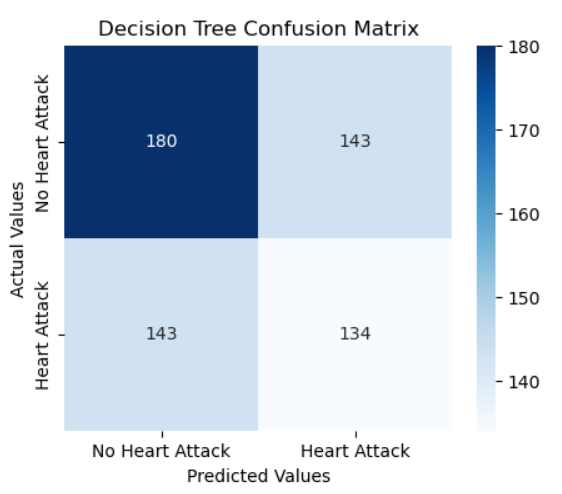 Decision Tree Confusion Matrix
No Heart Attack
Heart Attack
Actual Values
180
143
143
134
No Heart Attack
Heart Attack
Predicted Values
180
170
160
150
140